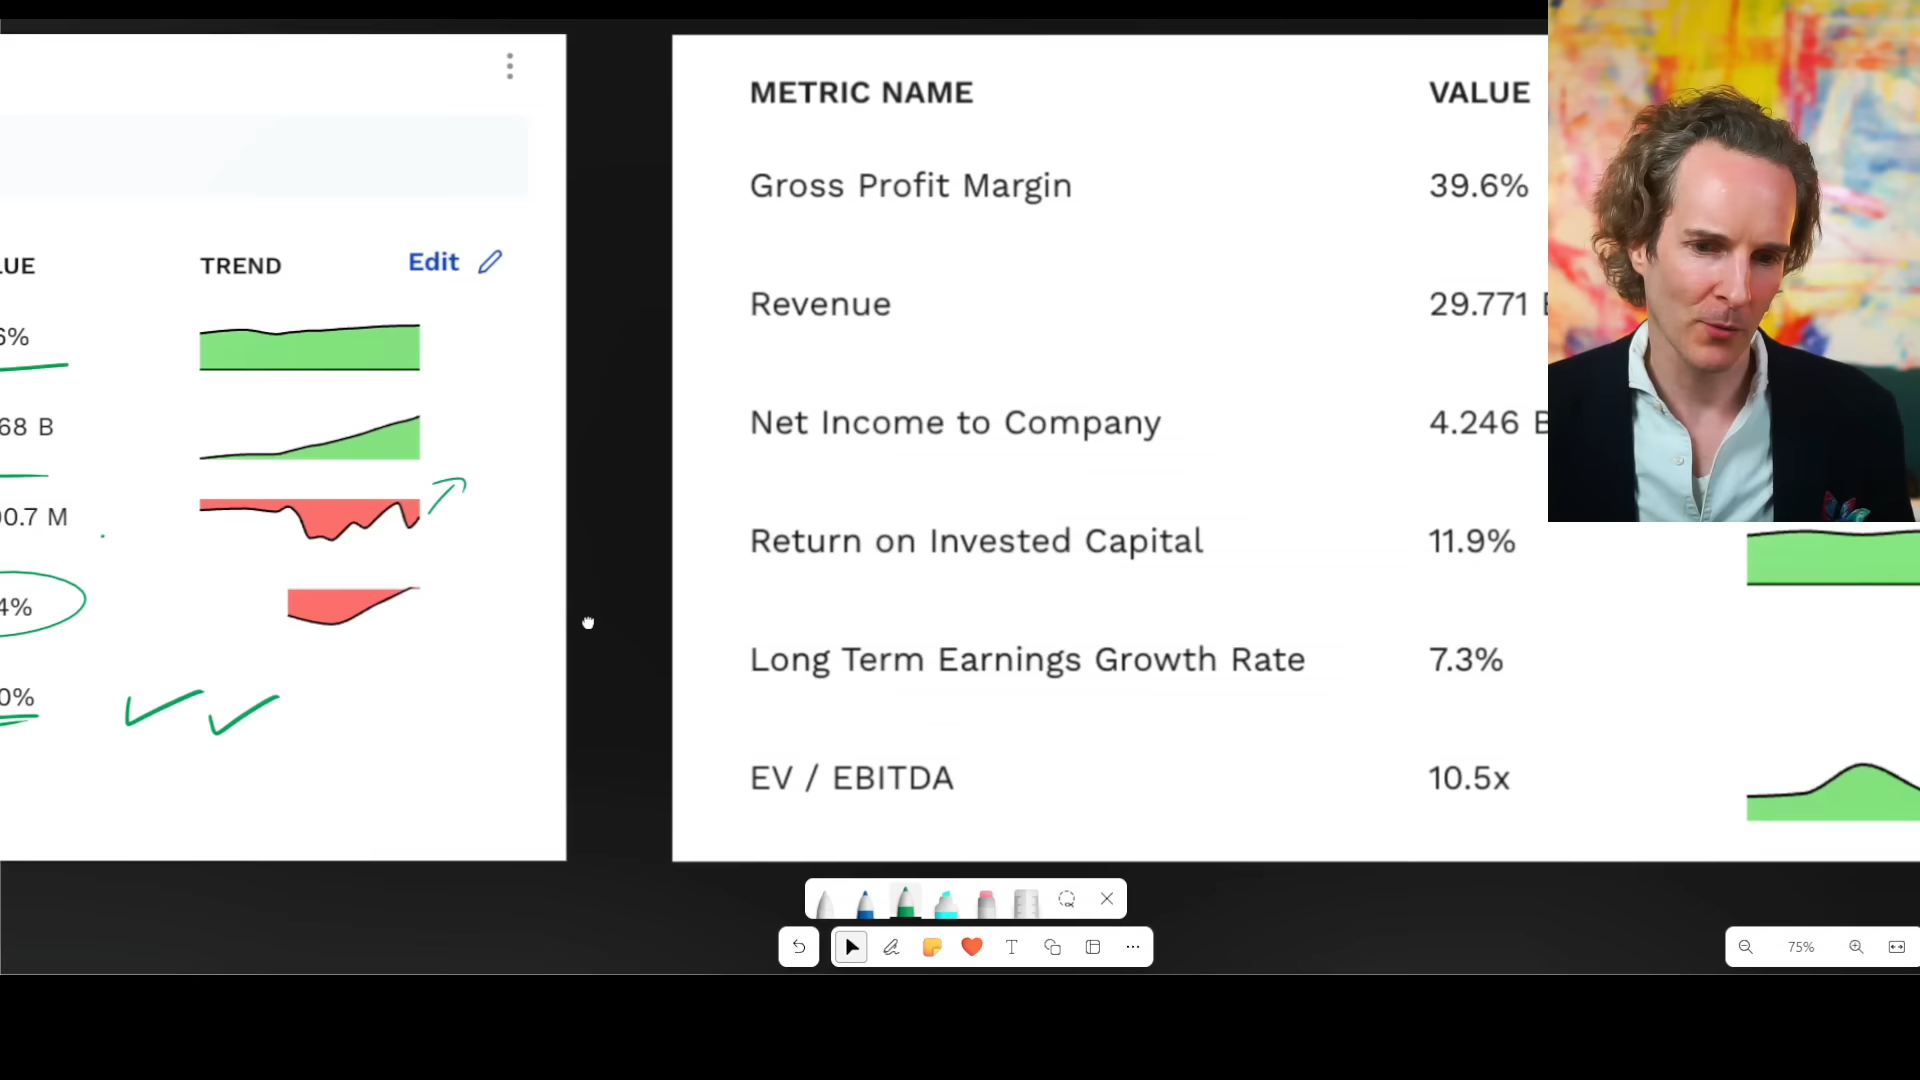 LUE
TREND
Edit
6%
68 B
00.7 M
4%
0%
METRIC NAME
VALUE
Gross Profit Margin
39.6%
Revenue
29.771
Net Income to Company
4.246 B
Return on Invested Capital
11.9%
Long Term Earnings Growth Rate
7.3%
EV / EBITDA
10.5x
T
75%